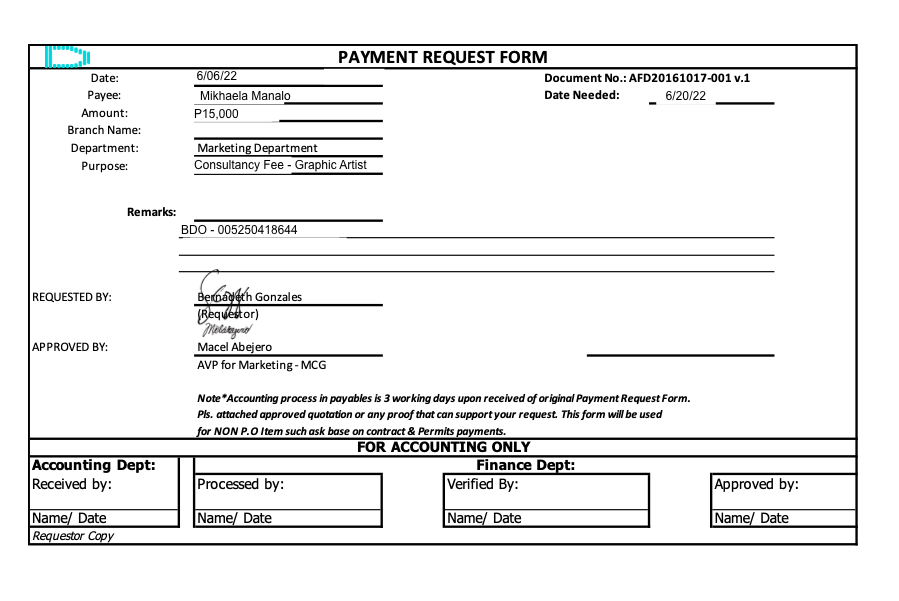 PAYMENT REQUEST FORM
Date: 6/06/22 Document No.: AFD20161017-001 v.1
Payee: Mikhaela Manalo Date Needed: 6/20/22
Amount: P15,000
Branch Name:
Department: Marketing Department
Purpose: Consultancy Fee - Graphic Artist
Remarks:
BDO - 005250418644
REQUESTED BY: Bernadeth Gonzales
(Requestor)
APPROVED BY: Macel Abejero
AVP for Marketing - MCG
Note*Accounting process in payables is 3 working days upon received of original Payment Request Form.
Pls. attached approved quotation or any proof that can support your request. This form will be used
for NON P.O Item such ask base on contract & Permits payments.
FOR ACCOUNTING ONLY
Accounting Dept: Finance Dept:
Received by: Processed by: Verified By: Approved by:
Name/ Date Name/ Date Name/ Date Name/ Date
Requestor Copy